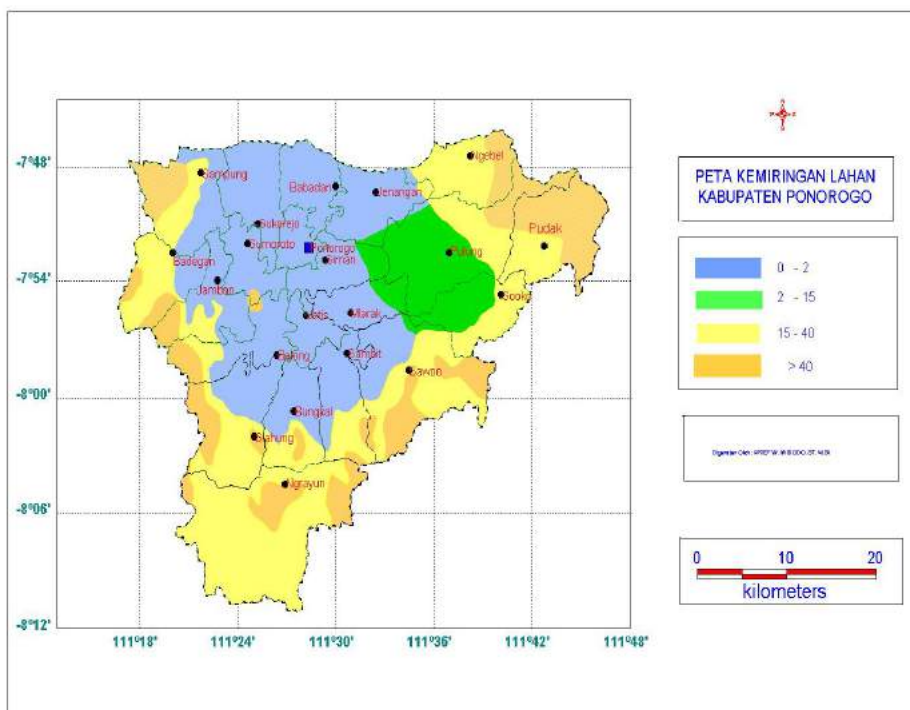 -7°48'
-7°54'
-8°00'
-8°06'
-8°12'
111°18'
111°24'
111°30'
111°36'
111°42'
111°48'
Ngebel
Sampung
Babadan
Jenangan
Sukorejo
Sumoroto
Ponorogo
Siman
Pudak
Pulung
Badegan
Jambon
Sooko
Jetis
Mlarak
Balong
Sambit
Sawoo
Bungkal
Slahung
Ngrayun
PETA KEMIRINGAN LAHAN
KABUPATEN PONOROGO
0 - 2
2 - 15
15 - 40
> 40
Digambar Oleh :
0 10 20
kilometers